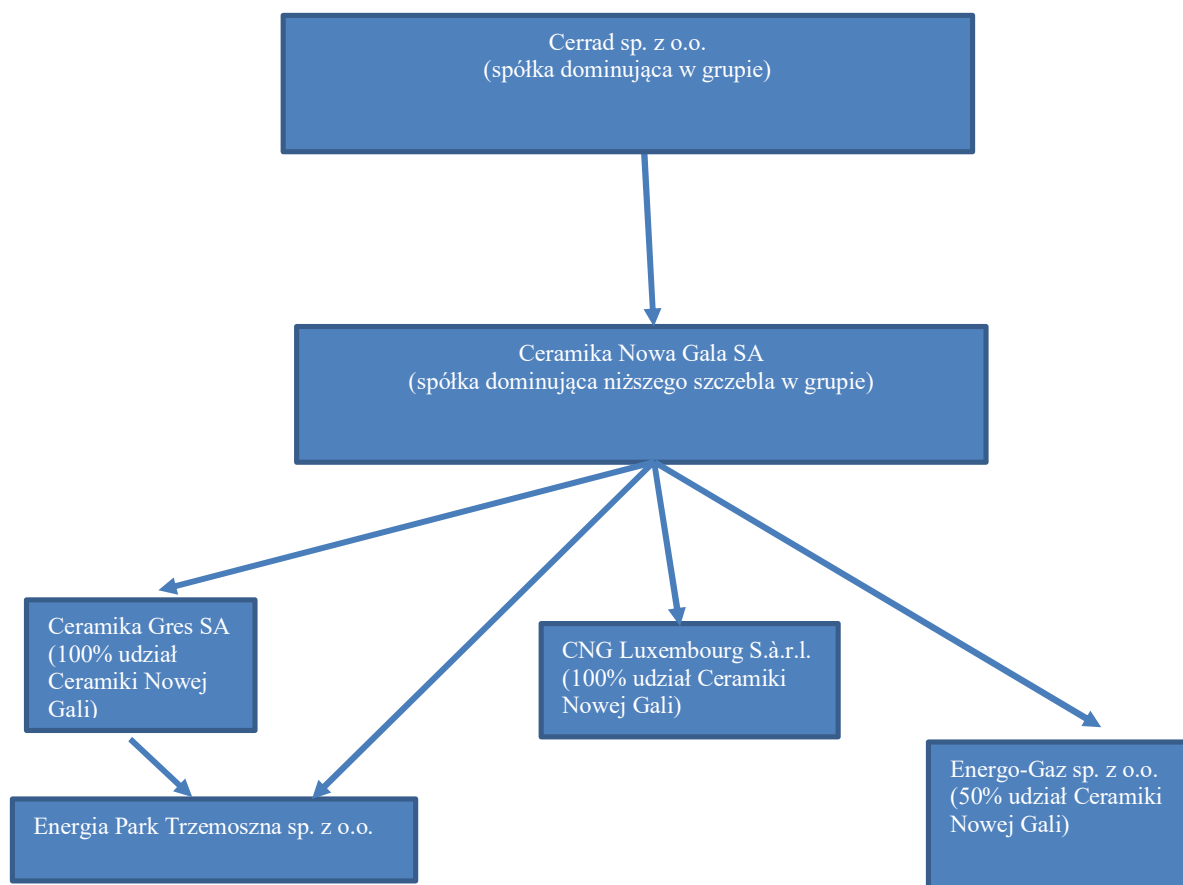 Cerrad sp. z o.o.
(spółka dominująca w grupie)
Ceramika Nowa Gala SA
(spółka dominująca niższego szczebla w grupie)
Ceramika Gres SA
(100% udział
Ceramiki Nowej
Gali)
CNG Luxembourg S.à.r.l.
(100% udział Ceramiki
Nowej Gali)
Energo-Gaz sp. z o.o.
(50% udział Ceramiki
Nowej Gali)
Energia Park Trzemoszna sp. z o.o.